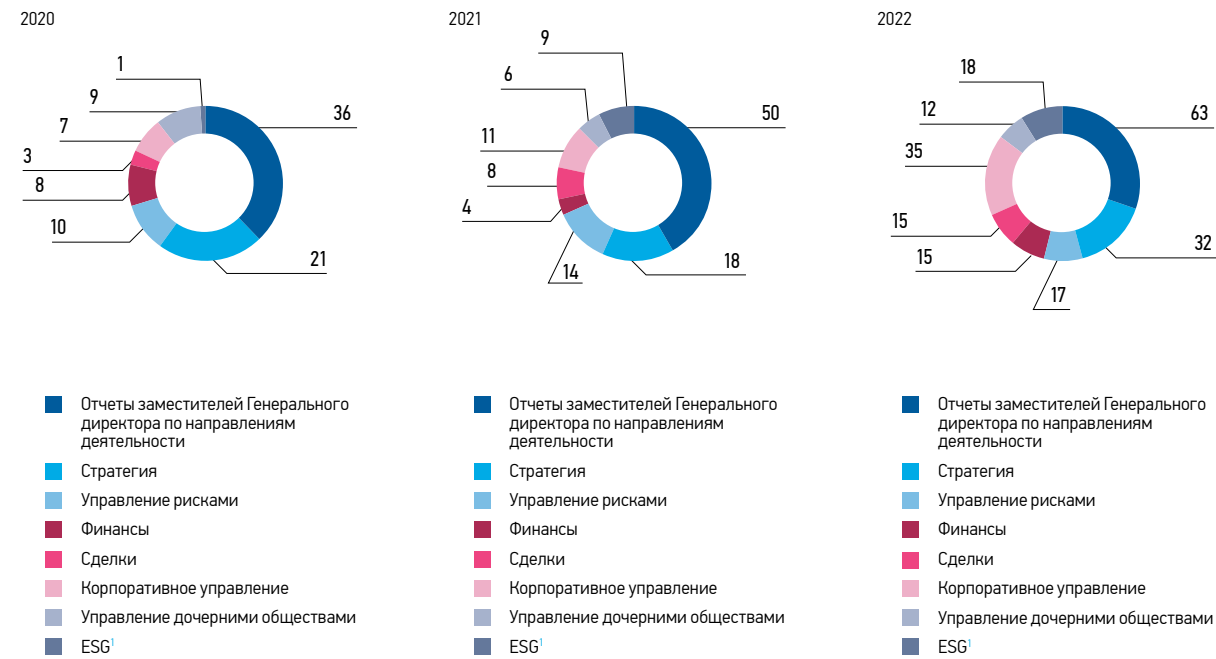 2020
1
9
7
3
8
10
36
21
Отчеты заместителей Генерального
директора по направлениям
деятельности
Стратегия
Управление рисками
Финансы
Сделки
Корпоративное управление
Управление дочерними обществами
ESG¹
2021
9
6
11
8
4
14
50
18
Отчеты заместителей Генерального
директора по направлениям
деятельности
Стратегия
Управление рисками
Финансы
Сделки
Корпоративное управление
Управление дочерними обществами
ESG¹
2022
18
12
35
15
15
17
63
32
Отчеты заместителей Генерального
директора по направлениям
деятельности
Стратегия
Управление рисками
Финансы
Сделки
Корпоративное управление
Управление дочерними обществами
ESG¹